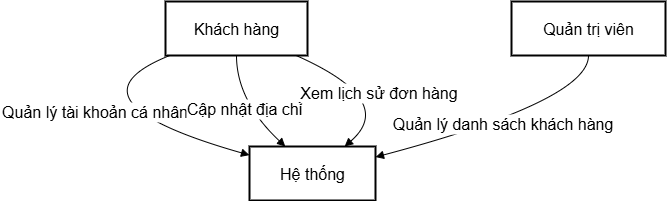 Khách hàng
Quản trị viên
Xem lịch sử đơn hàng
Quản lý tài khoản cá nhân
Cập nhật địa chỉ
Quản lý danh sách khách hàng
Hệ thống